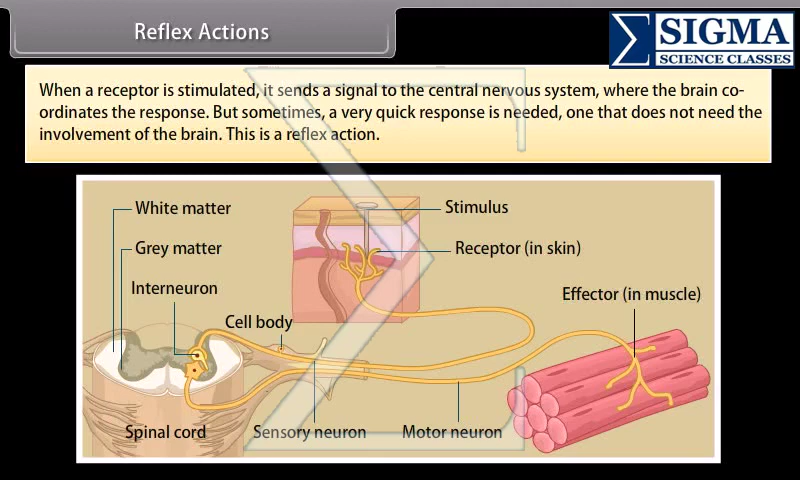 Reflex Actions
Σ SIGMA
SCIENCE CLASSES
When a receptor is stimulated, it sends a signal to the central nervous system, where the brain co-
ordinates the response. But sometimes, a very quick response is needed, one that does not need the
involvement of the brain. This is a reflex action.
White matter
Stimulus
Grey matter
Receptor (in skin)
Interneuron
Effector (in muscle)
Cell body
Spinal cord
Sensory neuron
Motor neuron